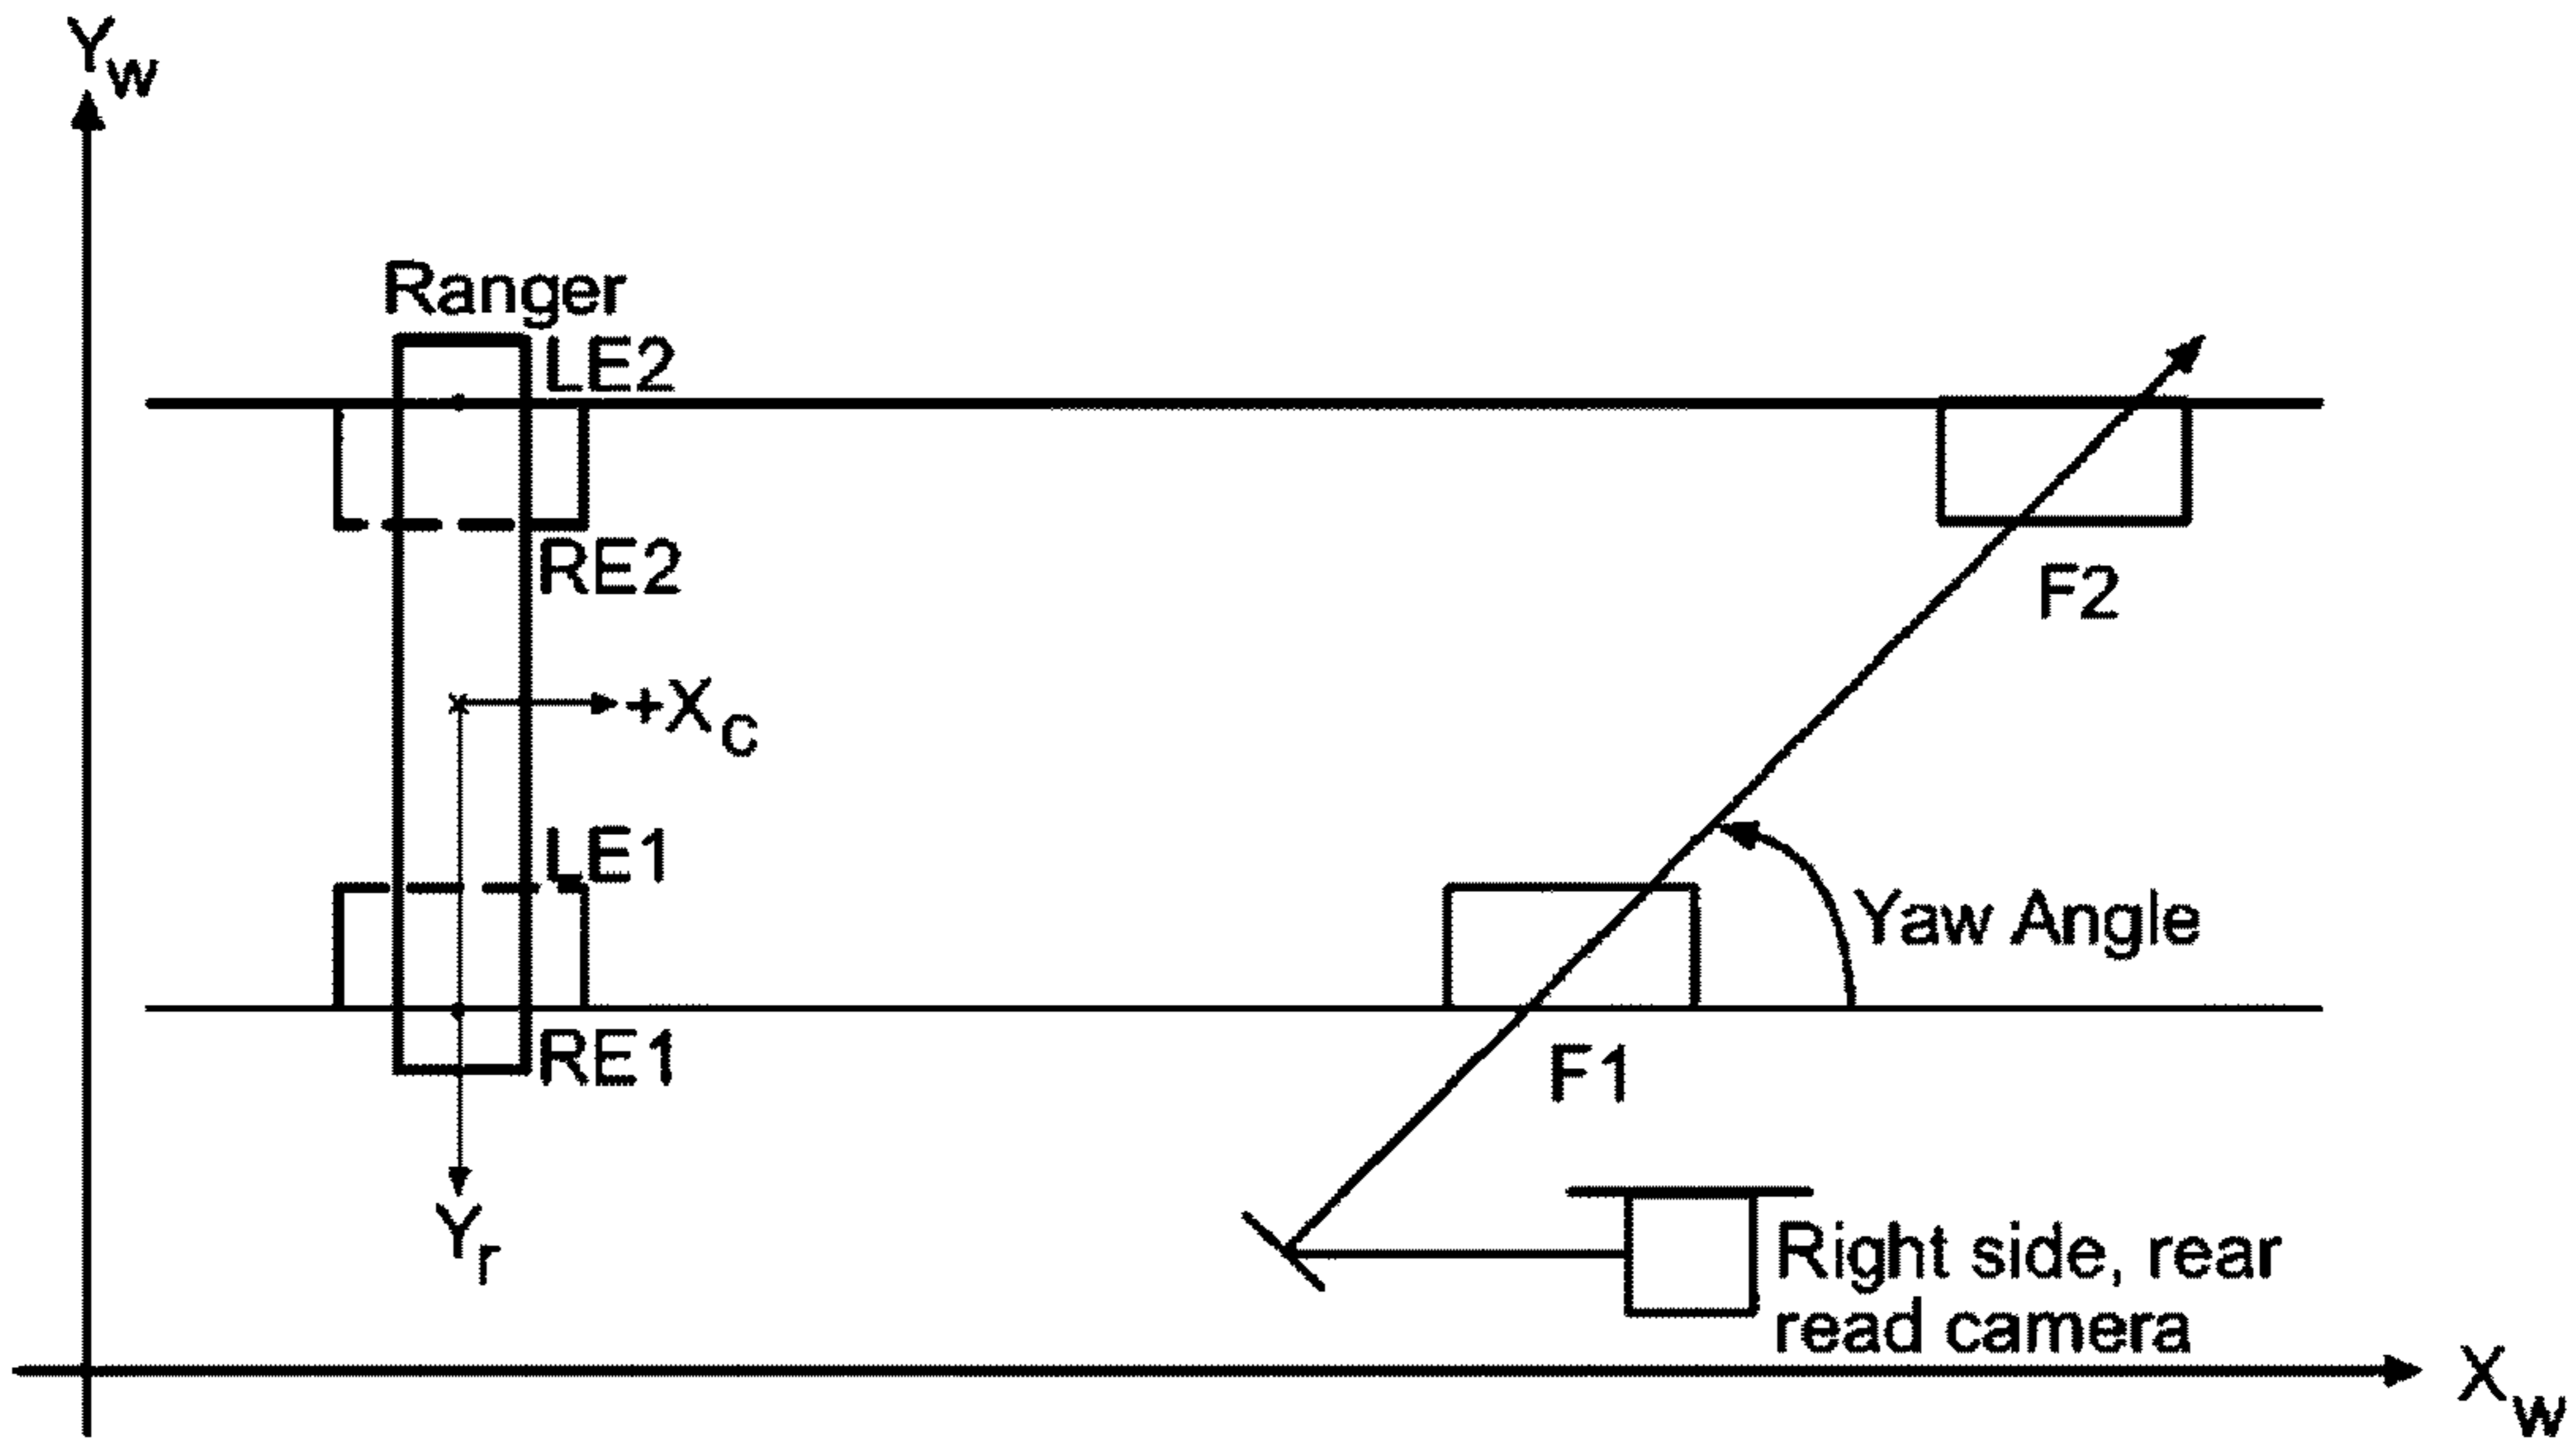 Yw
Ranger
LE2
RE2
F2
+Xc
LE1
Yaw Angle
RE1
F1
Yr
Right side, rear
read camera
Xw